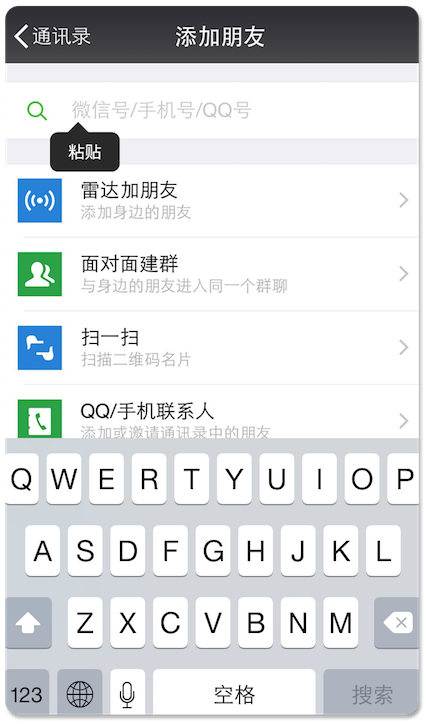 通讯录 添加朋友
微信号/手机号/QQ号
粘贴
雷达加朋友
添加身边的朋友
面对面建群
与身边的朋友进入同一个群聊
扫一扫
扫描二维码名片
QQ/手机联系人
添加或邀请通讯录中的朋友
Q W E R T Y U I O P
A S D F G H J K L
Z X C V B N M
123 空格 搜索